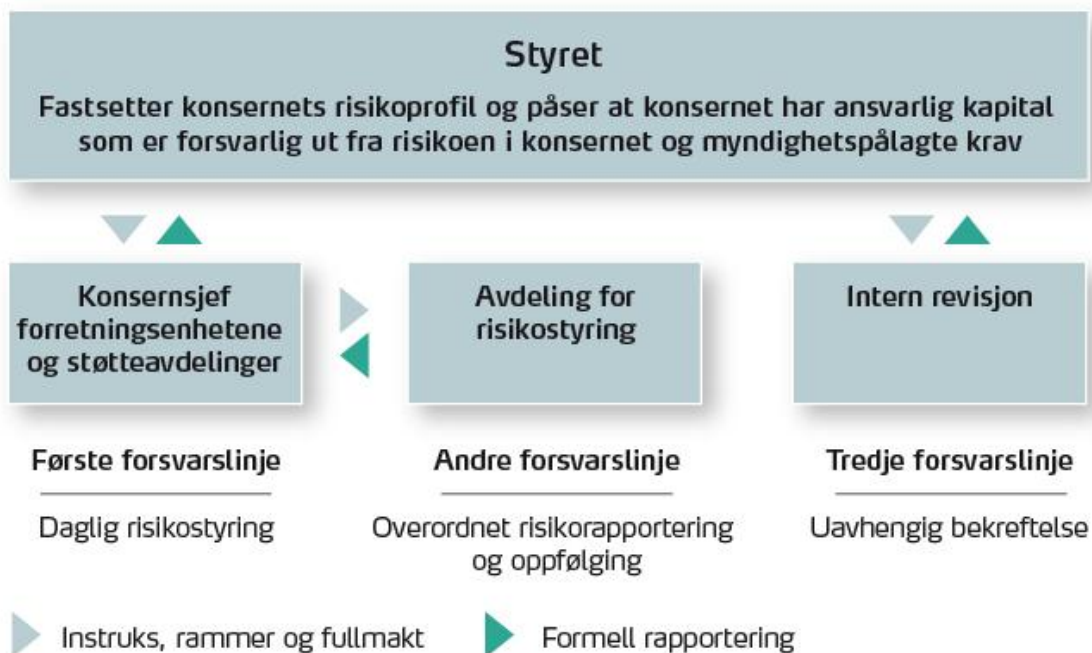 Styret
Fastsetter konsernets risikoprofil og påser at konsernet har ansvarlig kapital
som er forsvarlig ut fra risikoen i konsernet og myndighetspålagte krav
Konsernsjef
forretningsenhetene
og støtteavdelinger
Avdeling for
risikostyring
Intern revisjon
Første forsvarslinje
Andre forsvarslinje
Tredje forsvarslinje
Daglig risikostyring
Overordnet risikorapportering
og oppfølging
Uavhengig bekreftelse
Instruks, rammer og fullmakt
Formell rapportering